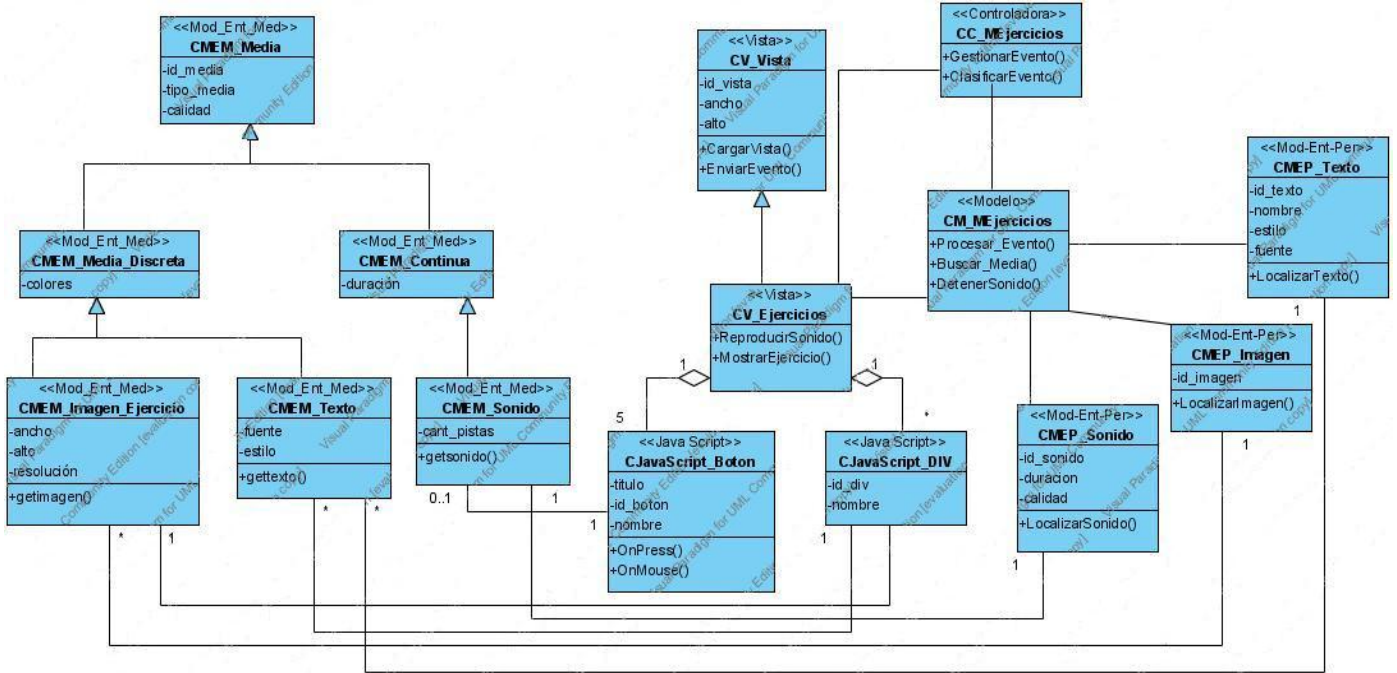 <<Mod_Ent_Med>>
CMEM_Media
-id_media
-tipo_media
-calidad
<<Vista>>
CV_Vista
-id_vista
-ancho
-alto
+CargarVista()
+EnviarEvento()
<<Controladora>>
CC_MEjercicios
+GestionarEvento()
+ClasificarEvento()
<<Mod-Ent-Per>>
CMEP_Texto
-id_texto
-nombre
-estilo
-fuente
+LocalizarTexto()
1
<<Modelo>>
CM_MEjercicios
+Procesar_Evento()
+Buscar_Media()
+DetenerSonido()
<<Mod_Ent_Med>>
CMEM_Media_Discreta
-colores
<<Mod_Ent_Med>>
CMEM_Continua
-duración
<<Vista>>
CV_Ejercicios
+ReproducirSonido()
+MostrarEjercicio()
1
1
5
*
<<Mod-Ent-Per>>
CMEP_Imagen
-id_imagen
+LocalizarImagen()
1
<<Mod_Ent_Med>>
CMEM_Imagen_Ejercicio
-ancho
-alto
-resolución
+getimagen()
*
1
<<Mod_Ent_Med>>
CMEM_Texto
-fuente
-estilo
+gettexto()
*
*
<<Mod_Ent_Med>>
CMEM_Sonido
-cant_pistas
+getsonido()
0..1
1
<<Java Script>>
CJavaScript_Boton
-titulo
-id_boton
-nombre
+OnPress()
+OnMouse()
1
<<Java Script>>
CJavaScript_DIV
-id_div
-nombre
1
<<Mod-Ent-Per>>
CMEP_Sonido
-id_sonido
-duracion
-calidad
+LocalizarSonido()
1